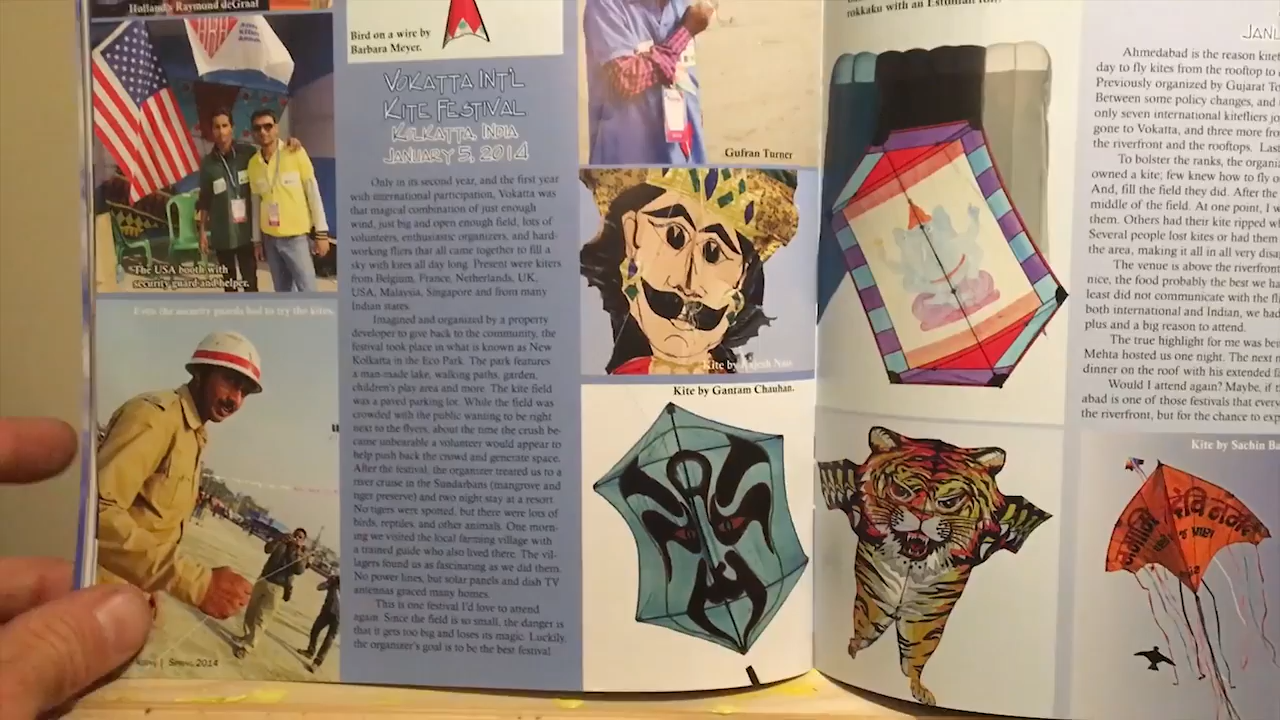 Holland's Raymond deGraal
The USA booth with
security guard and helper.
Even the security guards had to try the kites.
Kiting | Spring 2014
Bird on a wire by
Barbara Meyer.
Vokatta Int'l
Kite Festival
Kolkatta, India
January 5, 2014
Only in its second year, and the first year
with international participation, Vokatta was
that magical combination of just enough
wind, just big and open enough field, lots of
volunteers, enthusiastic organizers, and hard-
working fliers that all came together to fill a
sky with kites all day long. Present were kiters
from Belgium, France, Netherlands, UK,
USA, Malaysia, Singapore and from many
Indian states.
Imagined and organized by a property
developer to give back to the community, the
festival took place in what is known as New
Kolkatta in the Eco Park. The park features
a man-made lake, walking paths, garden,
children's play area and more. The kite field
was a paved parking lot. While the field was
crowded with the public wanting to be right
next to the flyers, about the time the crush be-
came unbearable a volunteer would appear to
help push back the crowd and generate space.
After the festival, the organizer treated us to a
river cruise in the Sundarbans (mangrove and
tiger preserve) and two night stay at a resort.
No tigers were spotted, but there were lots of
birds, reptiles, and other animals. One morn-
ing we visited the local farming village with
a trained guide who also lived there. The vil-
lagers found us as fascinating as we did them.
No power lines, but solar panels and dish TV
antennas graced many homes.
This is one festival I'd love to attend
again. Since the field is so small, the danger is
that it gets too big and loses its magic. Luckily,
the organizer's goal is to be the best festival
Gufran Turner
Kite by Rajesh Nair
Kite by Gantam Chauhan.
rokkaku with an Estonian
Ahmedabad is the reason kite
day to fly kites from the rooftop to
Previously organized by Gujarat To
Between some policy changes, and
only seven international kitefliers jo
gone to Vokatta, and three more fro
the riverfront and the rooftops. Last
To bolster the ranks, the organi
owned a kite; few knew how to fly o
And, fill the field they did. After the
middle of the field. At one point, I w
them. Others had their kite ripped w
Several people lost kites or had them
the area, making it all in all very disa
The venue is above the riverfron
nice, the food probably the best we ha
least did not communicate with the fl
both international and Indian, we had
plus and a big reason to attend.
The true highlight for me was bei
Mehta hosted us one night. The next n
dinner on the roof with his extended fa
Would I attend again? Maybe, if
abad is one of those festivals that every
the riverfront, but for the chance to exp
Kite by Sachin Ba